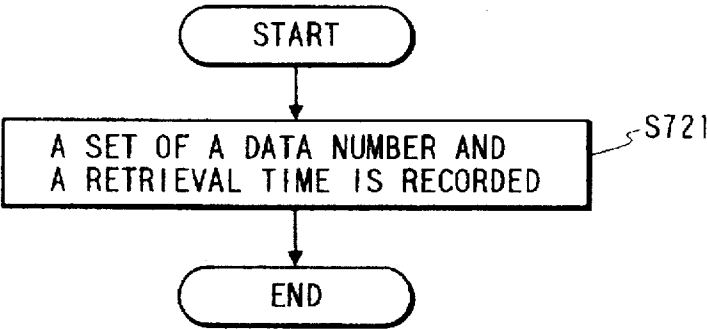 START
A SET OF A DATA NUMBER AND
A RETRIEVAL TIME IS RECORDED
S721
END